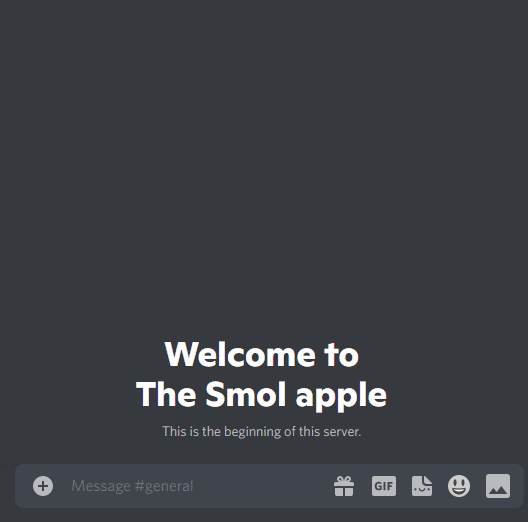 Welcome to
The Smol apple
This is the beginning of this server.
Message #general
GIF